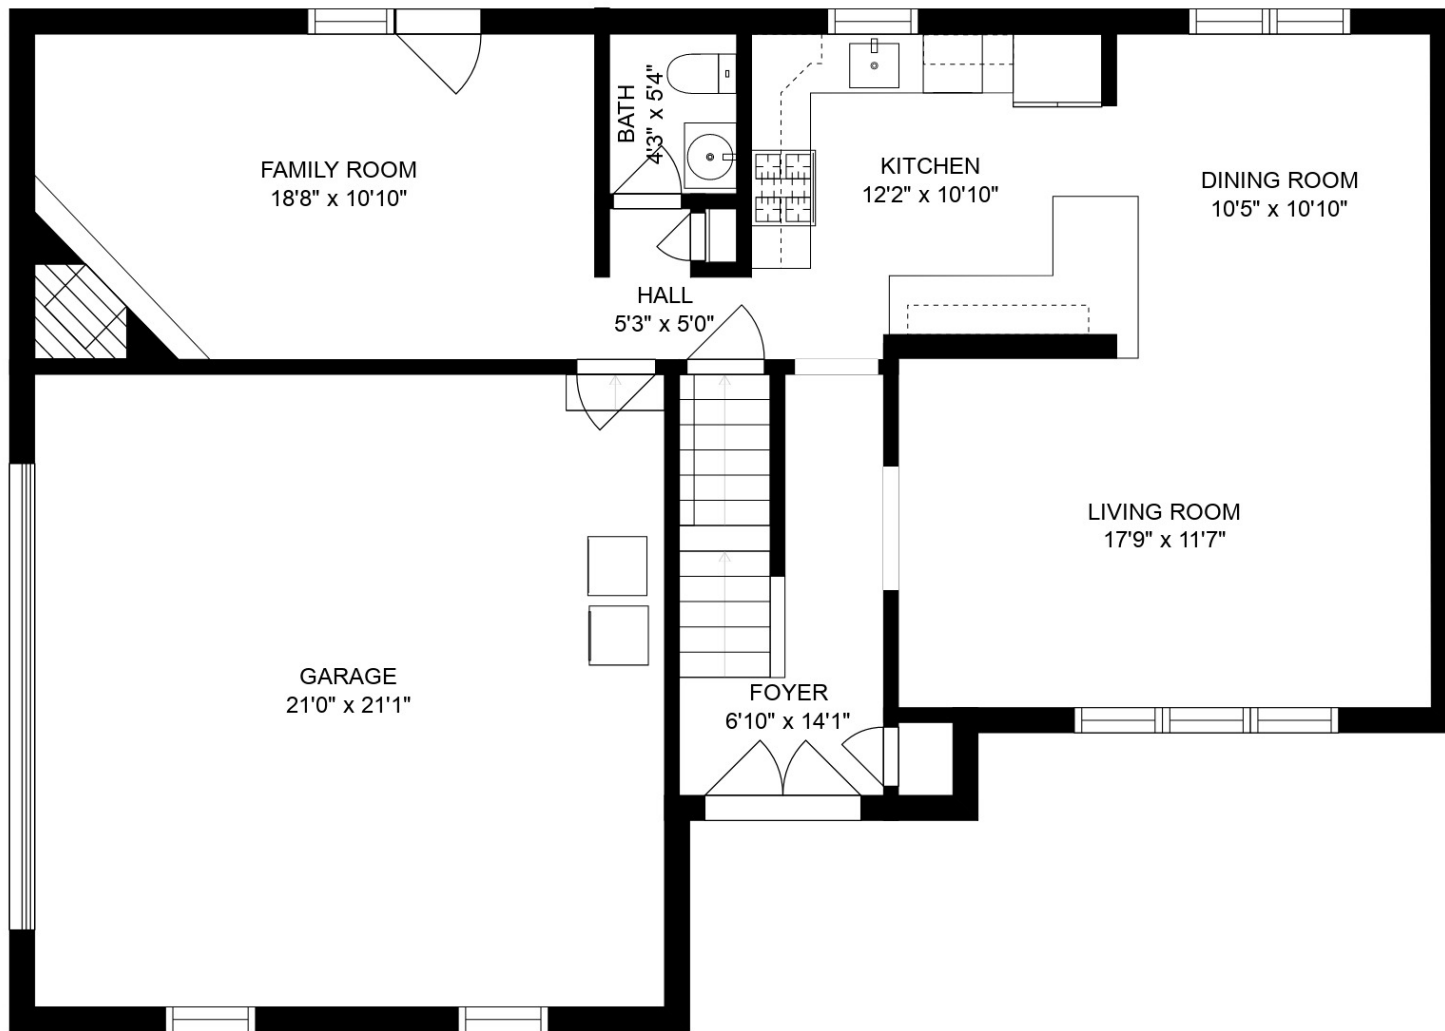 FAMILY ROOM
18'8" x 10'10"
BATH
4'3" x 5'4"
KITCHEN
12'2" x 10'10"
DINING ROOM
10'5" x 10'10"
HALL
5'3" x 5'0"
LIVING ROOM
17'9" x 11'7"
GARAGE
21'0" x 21'1"
FOYER
6'10" x 14'1"